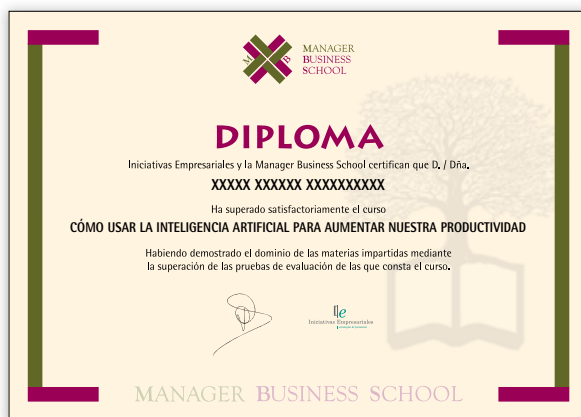 M B
MANAGER
BUSINESS
SCHOOL
DIPLOMA
Iniciativas Empresariales y la Manager Business School certifican que D. / Dña.
XXXXX XXXXXX XXXXXXXXXX
Ha superado satisfactoriamente el curso
CÓMO USAR LA INTELIGENCIA ARTIFICIAL PARA AUMENTAR NUESTRA PRODUCTIVIDAD
Habiendo demostrado el dominio de las materias impartidas mediante
la superación de las pruebas de evaluación de las que consta el curso.
Ie
Iniciativas Empresariales
MANAGER BUSINESS SCHOOL